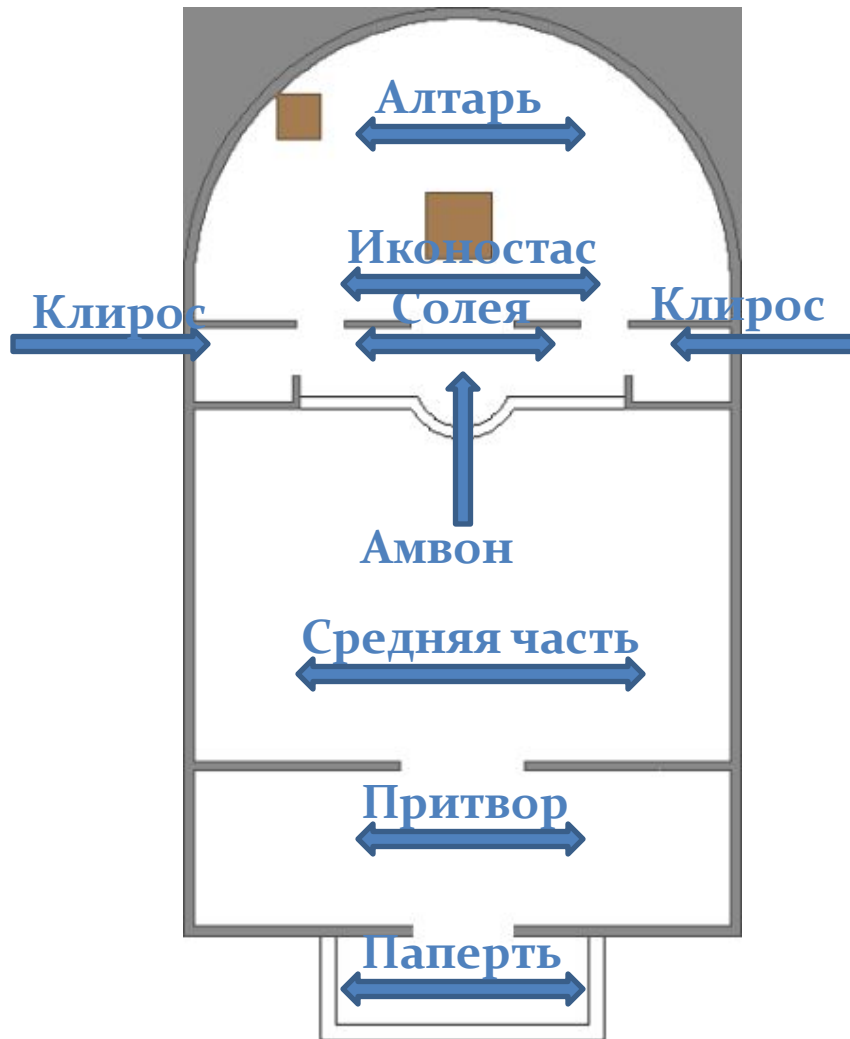 Алтарь
Иконостас
Клирос
Солея
Клирос
Амвон
Средняя часть
Притвор
Паперть